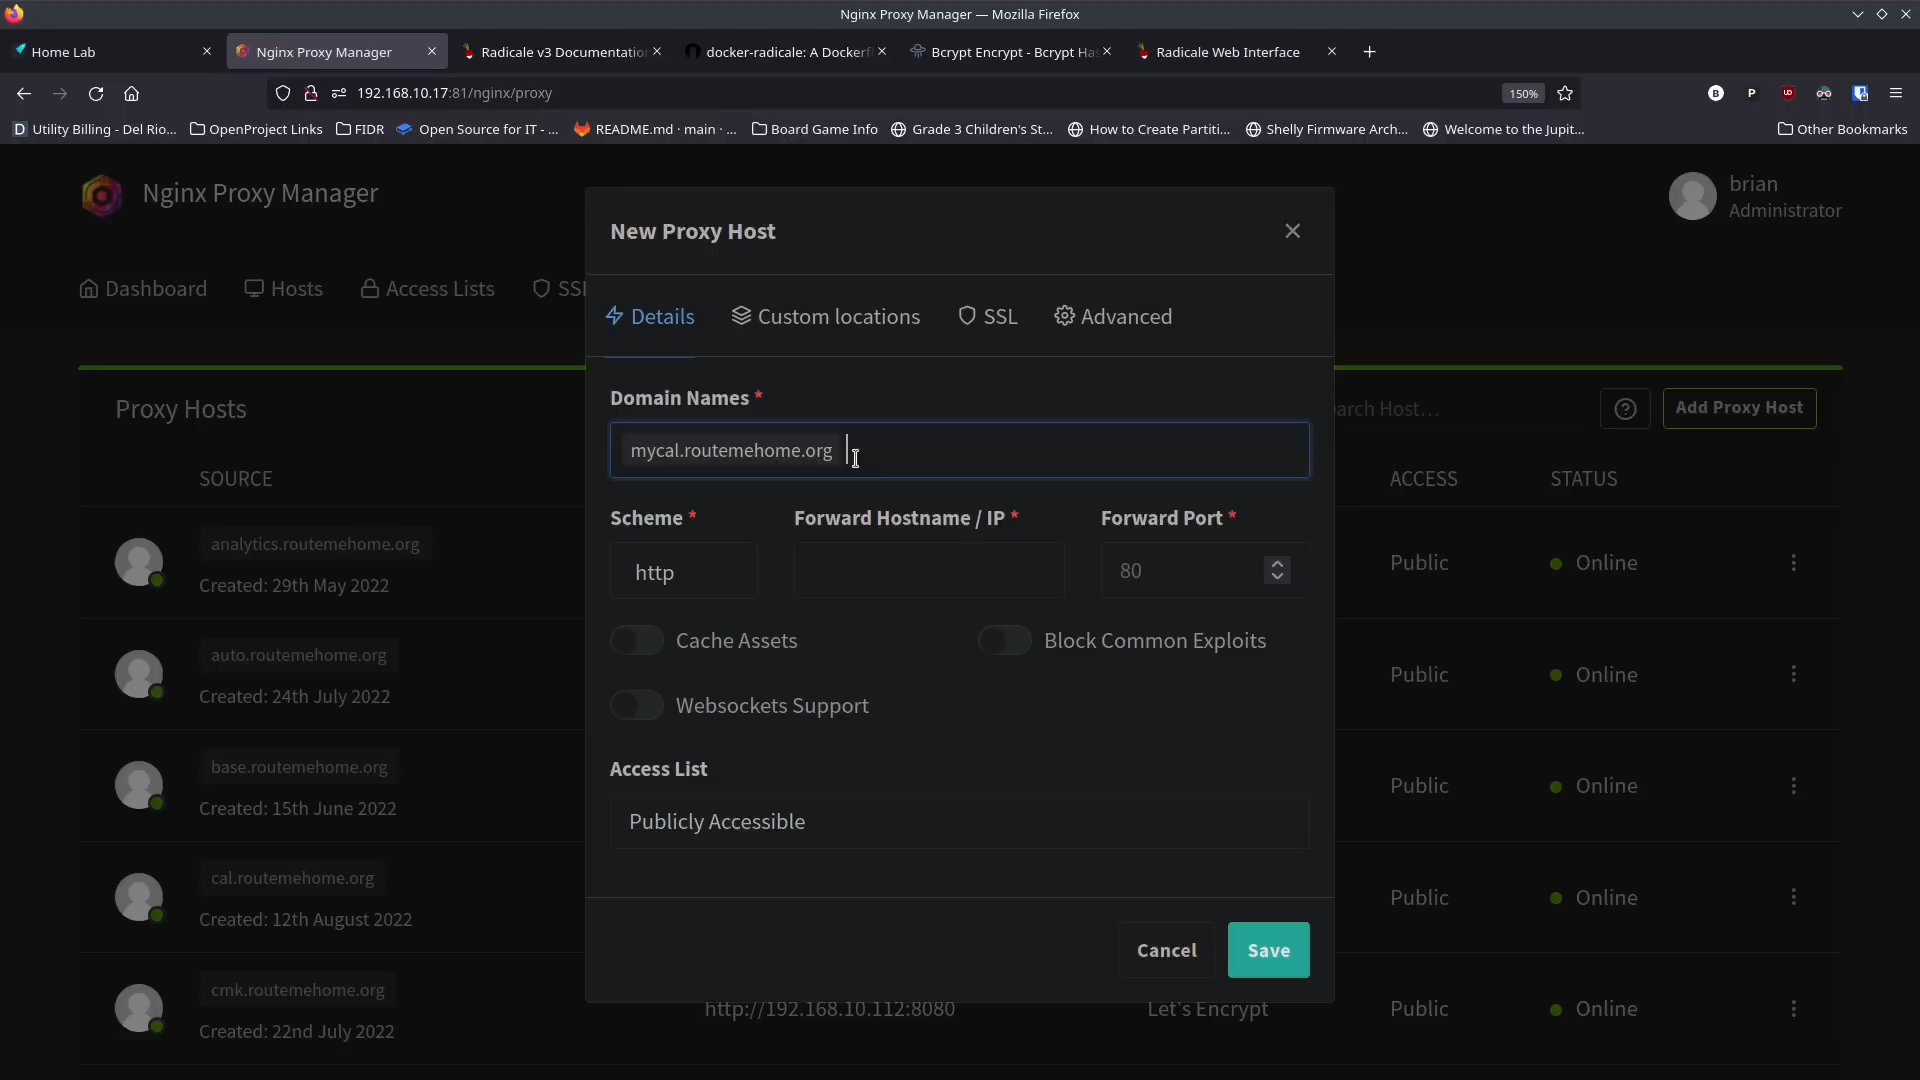 Nginx Proxy Manager — Mozilla Firefox
Home Lab
Nginx Proxy Manager
Radicale v3 Documentatio
docker-radicale: A Dockerf
Bcrypt Encrypt - Bcrypt Has
Radicale Web Interface
192.168.10.17:81/nginx/proxy
150%
Utility Billing - Del Rio...
OpenProject Links
FIDR
Open Source for IT - ...
README.md · main · ...
Board Game Info
Grade 3 Children's St...
How to Create Partiti...
Shelly Firmware Arch...
Welcome to the Jupit...
Other Bookmarks
Nginx Proxy Manager
brian
Administrator
Dashboard
Hosts
Access Lists
SSL
New Proxy Host
Details
Custom locations
SSL
Advanced
Domain Names *
mycal.routemehome.org
Scheme *
Forward Hostname / IP *
Forward Port *
http
80
Cache Assets
Block Common Exploits
Websockets Support
Access List
Publicly Accessible
Cancel
Save
Proxy Hosts
arch Host...
Add Proxy Host
SOURCE
ACCESS
STATUS
analytics.routemehome.org
Created: 29th May 2022
Public
Online
auto.routemehome.org
Created: 24th July 2022
Public
Online
base.routemehome.org
Created: 15th June 2022
Public
Online
cal.routemehome.org
Created: 12th August 2022
Public
Online
cmk.routemehome.org
Created: 22nd July 2022
http://192.168.10.112:8080
Let's Encrypt
Public
Online